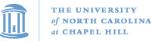 THE UNIVERSITY
of NORTH CAROLINA
at CHAPEL HILL